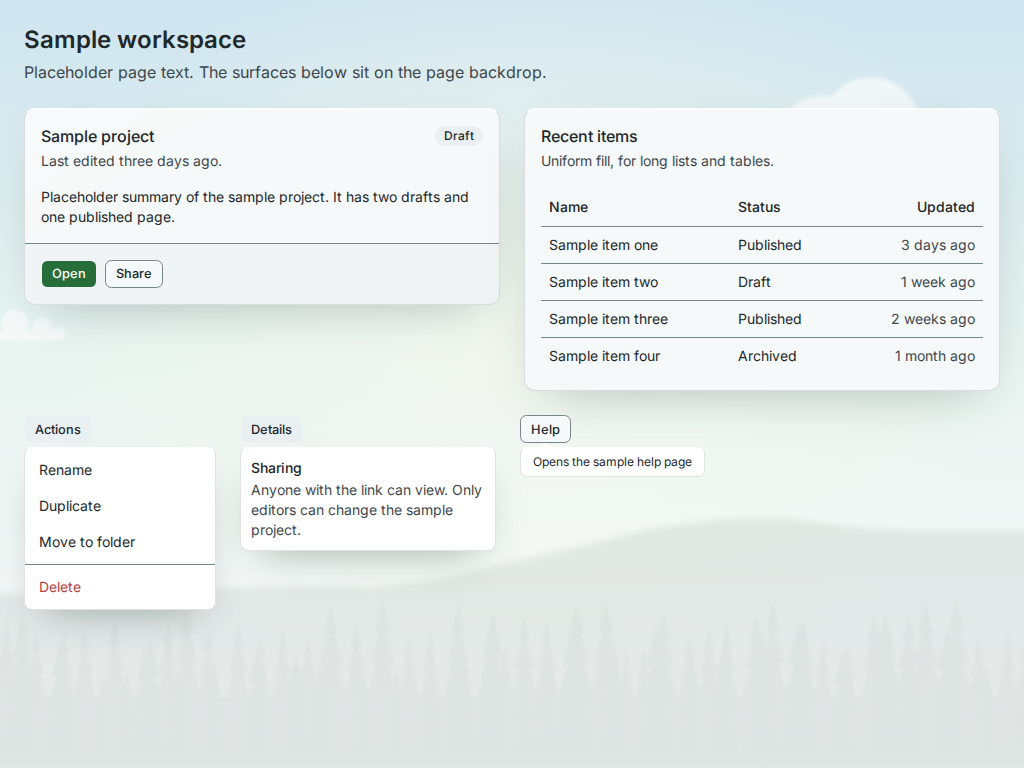 Sample workspace
Placeholder page text. The surfaces below sit on the page backdrop.
Sample project
Draft
Last edited three days ago.
Placeholder summary of the sample project. It has two drafts and
one published page.
Open
Share
Recent items
Uniform fill, for long lists and tables.
Name Status Updated
Sample item one Published 3 days ago
Sample item two Draft 1 week ago
Sample item three Published 2 weeks ago
Sample item four Archived 1 month ago
Actions
Rename
Duplicate
Move to folder
Delete
Details
Sharing
Anyone with the link can view. Only
editors can change the sample
project.
Help
Opens the sample help page